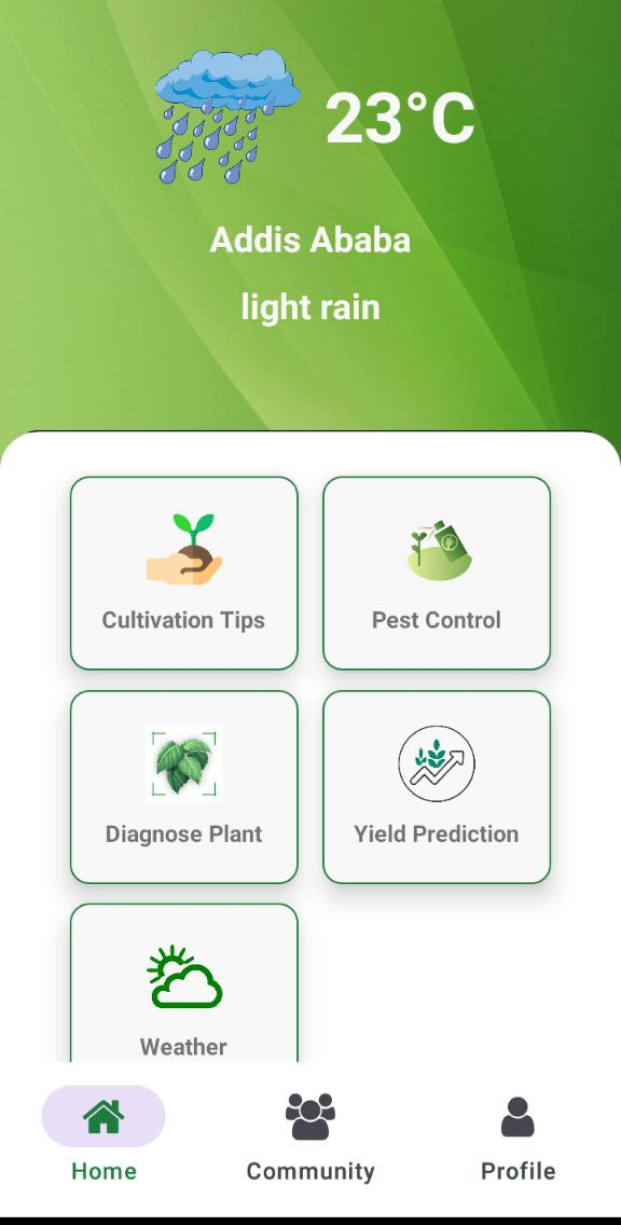 23°C
Addis Ababa
light rain
Cultivation Tips
Pest Control
Diagnose Plant
Yield Prediction
Weather
Home
Community
Profile